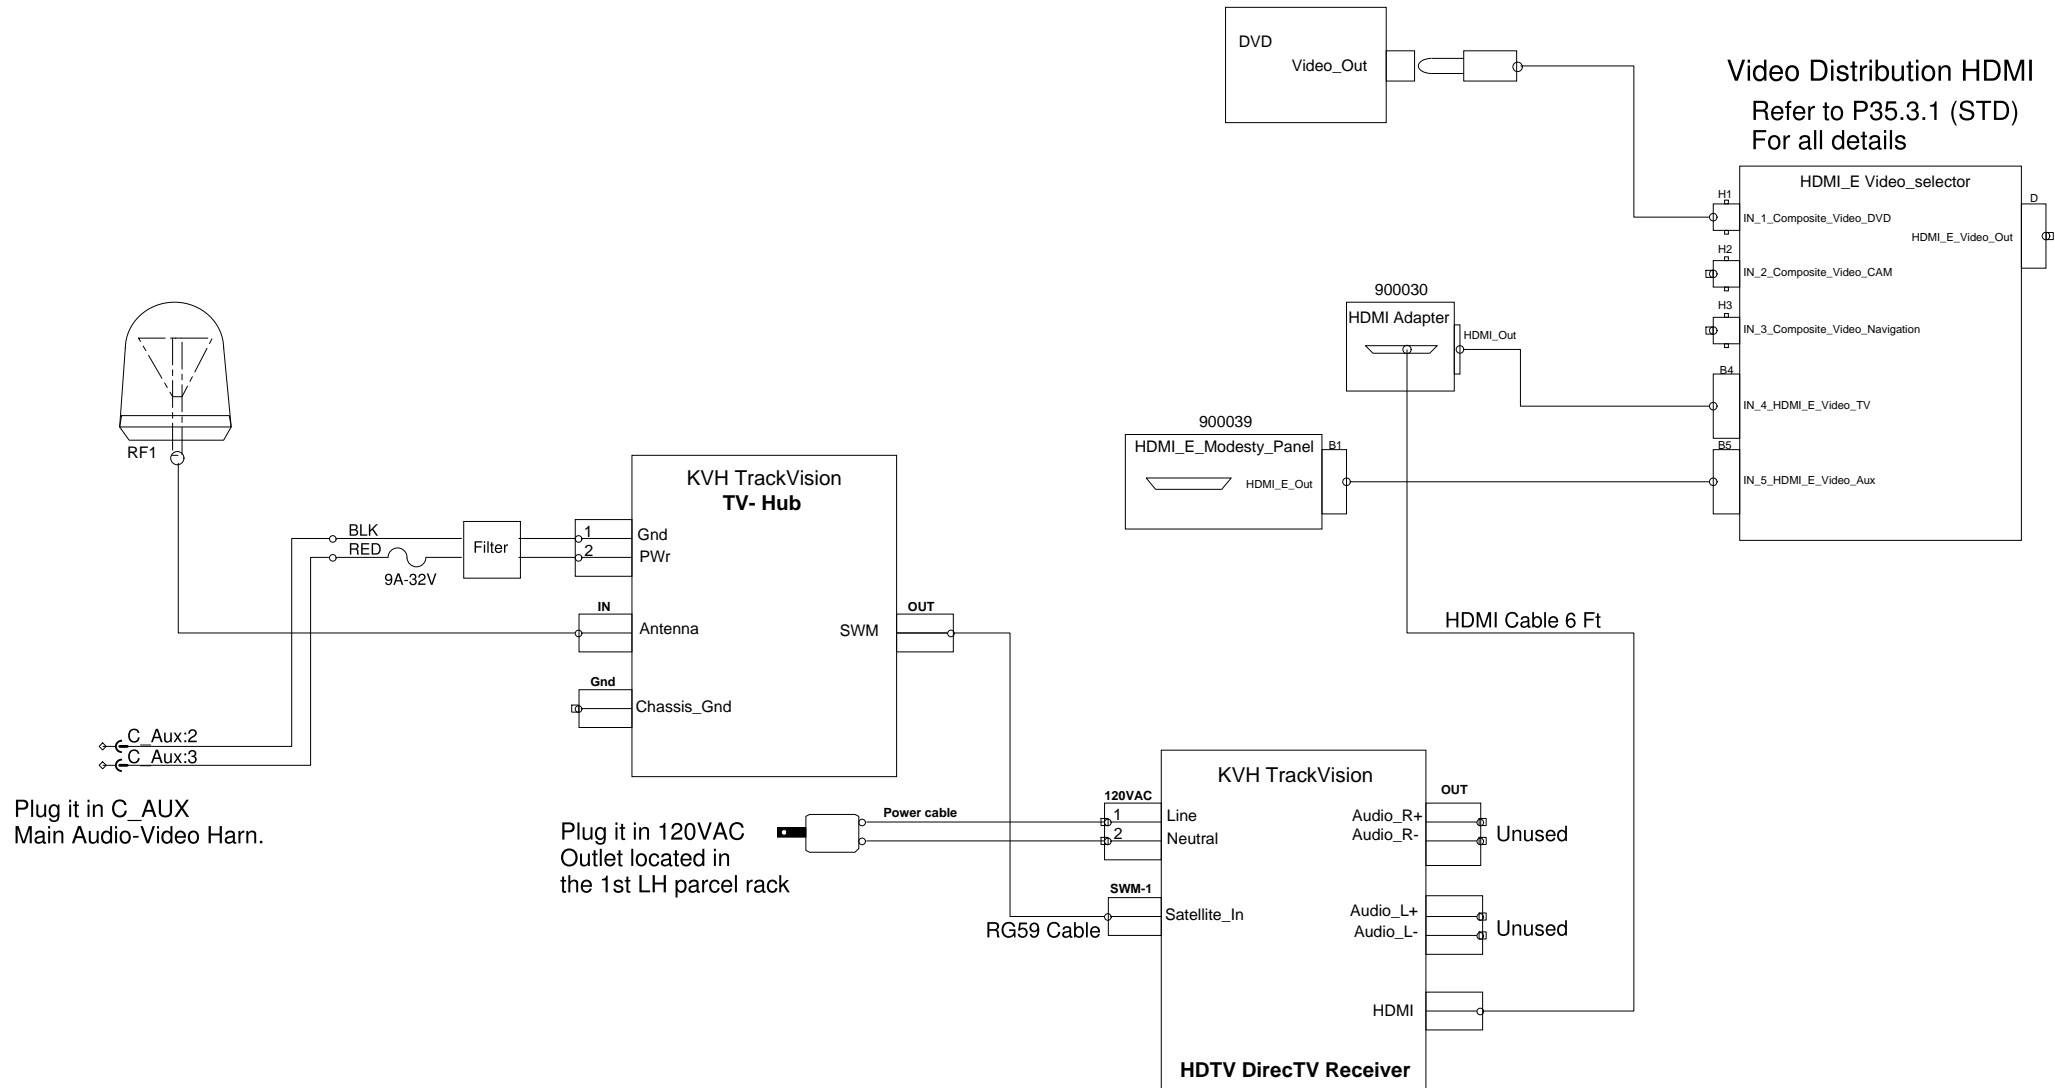 DVD
Video_Out
Video Distribution HDMI
Refer to P35.3.1 (STD)
For all details
HDMI_E Video_selector
H1
IN_1_Composite_Video_DVD
D
HDMI_E_Video_Out
H2
IN_2_Composite_Video_CAM
H3
IN_3_Composite_Video_Navigation
B4
IN_4_HDMI_E_Video_TV
B5
IN_5_HDMI_E_Video_Aux
900030
HDMI Adapter
HDMI_Out
900039
HDMI_E_Modesty_Panel
B1
HDMI_E_Out
RF1
KVH TrackVision
TV- Hub
BLK
RED
9A-32V
Filter
1
Gnd
2
PWr
IN
Antenna
OUT
SWM
Gnd
Chassis_Gnd
C_Aux:2
C_Aux:3
Plug it in C_AUX
Main Audio-Video Harn.
HDMI Cable 6 Ft
Plug it in 120VAC
Outlet located in
the 1st LH parcel rack
Power cable
KVH TrackVision
120VAC
1
Line
2
Neutral
SWM-1
Satellite_In
RG59 Cable
OUT
Audio_R+
Audio_R-
Unused
Audio_L+
Audio_L-
Unused
HDMI
HDTV DirecTV Receiver